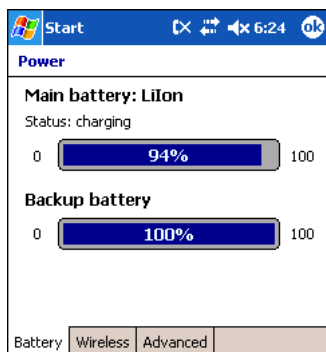 Start 6:24 ok
Power
Main battery: LiIon
Status: charging
0 94% 100
Backup battery
0 100% 100
Battery Wireless Advanced